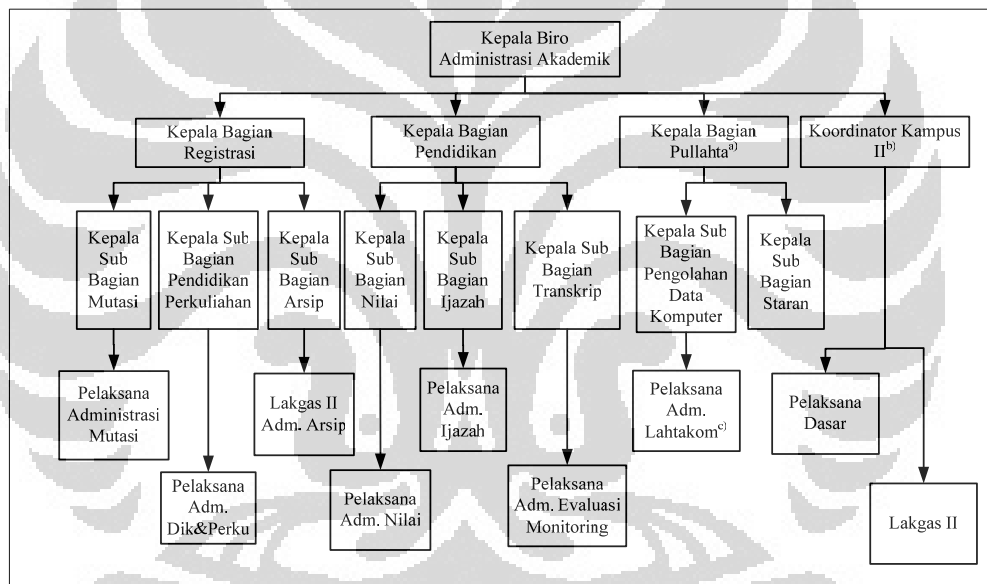 Kepala Biro
Administrasi Akademik
Kepala Bagian
Registrasi
Kepala Bagian
Pendidikan
Kepala Bagian
Pullahta a)
Koordinator Kampus
II b)
Kepala
Sub
Bagian
Mutasi
Kepala Sub
Bagian
Pendidikan
Perkuliahan
Kepala
Sub
Bagian
Arsip
Kepala
Sub
Bagian
Nilai
Kepala
Sub
Bagian
Ijazah
Kepala Sub
Bagian
Transkrip
Kepala Sub
Bagian
Pengolahan
Data
Komputer
Kepala
Sub
Bagian
Staran
Pelaksana
Administrasi
Mutasi
Lakgas II
Adm. Arsip
Pelaksana
Adm.
Ijazah
Pelaksana
Adm.
Lahtakom c)
Pelaksana
Dasar
Pelaksana
Adm.
Dik&Perku
Pelaksana
Adm. Nilai
Pelaksana
Adm. Evaluasi
Monitoring
Lakgas II